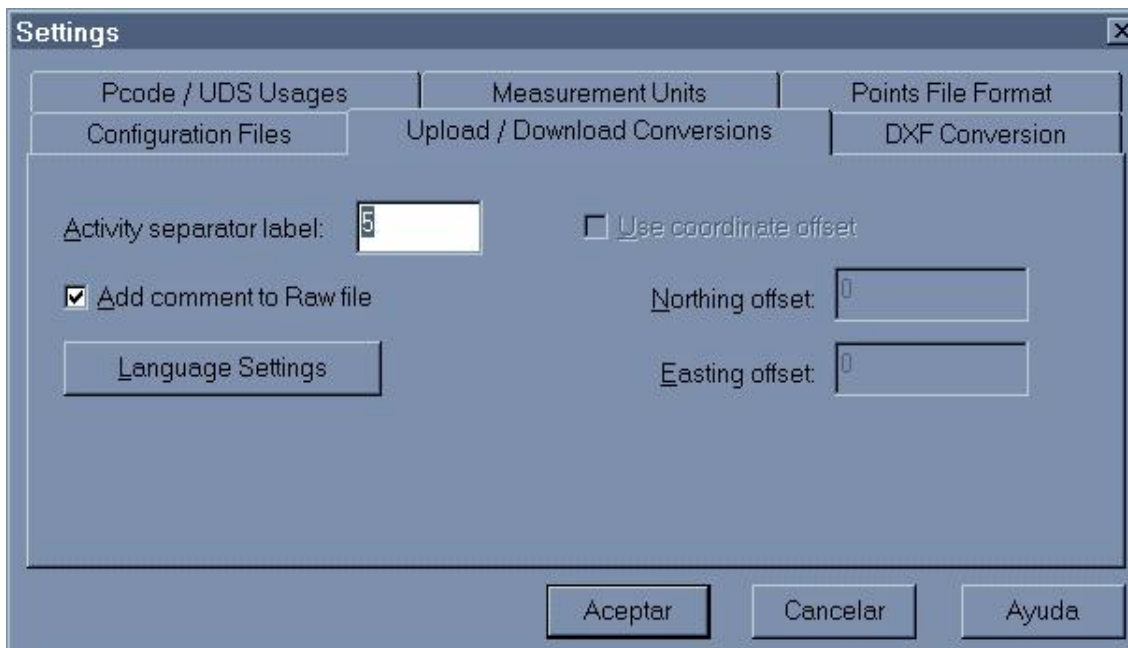 Settings
Pcode / UDS Usages
Measurement Units
Points File Format
Configuration Files
Upload / Download Conversions
DXF Conversion
Activity separator label: 5
Use coordinate offset
Add comment to Raw file
Northing offset: 0
Language Settings
Easting offset: 0
Aceptar
Cancelar
Ayuda